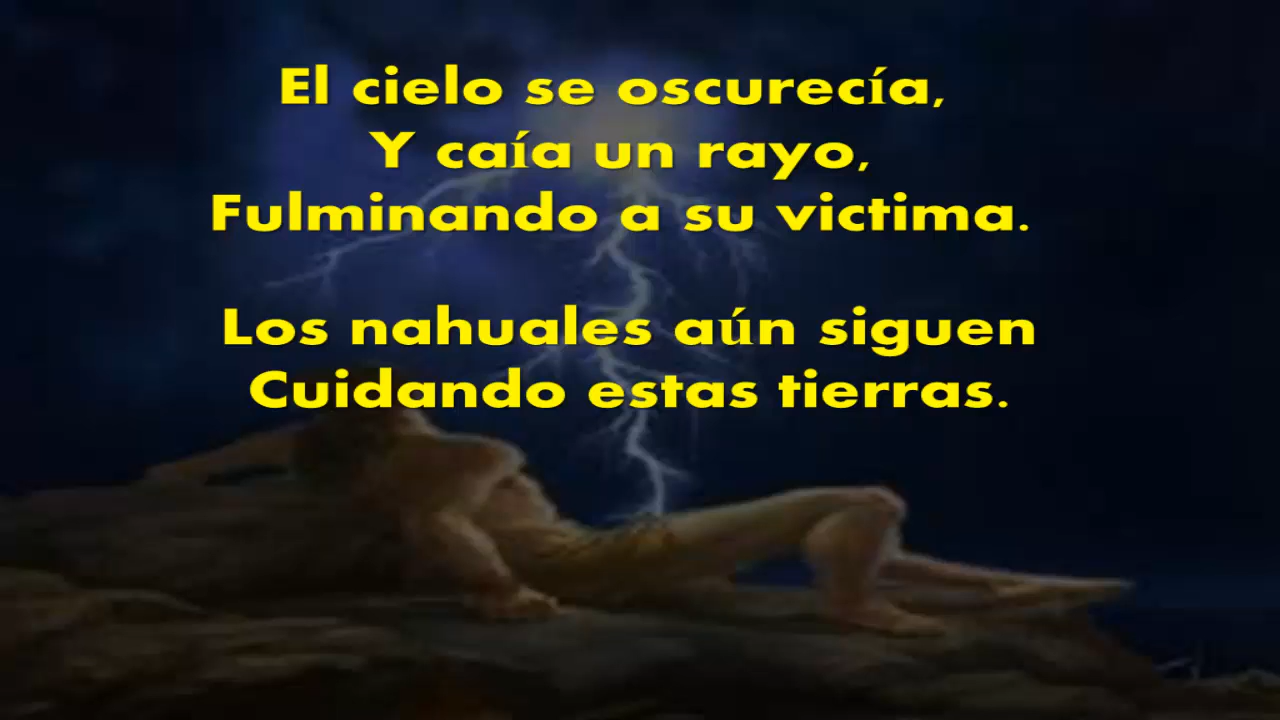 El cielo se oscurecía,
Y caía un rayo,
Fulminando a su victima.
Los nahuales aún siguen
Cuidando estas tierras.